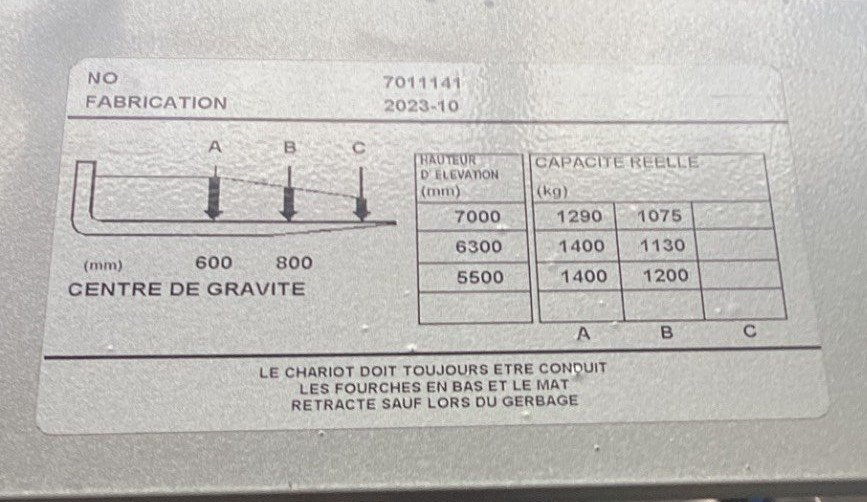 NO 7011141
FABRICATION 2023-10
A B C
(mm) 600 800
CENTRE DE GRAVITE
HAUTEUR
D'ELEVATION
(mm)
CAPACITE REELLE
(kg)
7000 1290 1075
6300 1400 1130
5500 1400 1200
A B C
LE CHARIOT DOIT TOUJOURS ETRE CONDUIT
LES FOURCHES EN BAS ET LE MAT
RETRACTE SAUF LORS DU GERBAGE